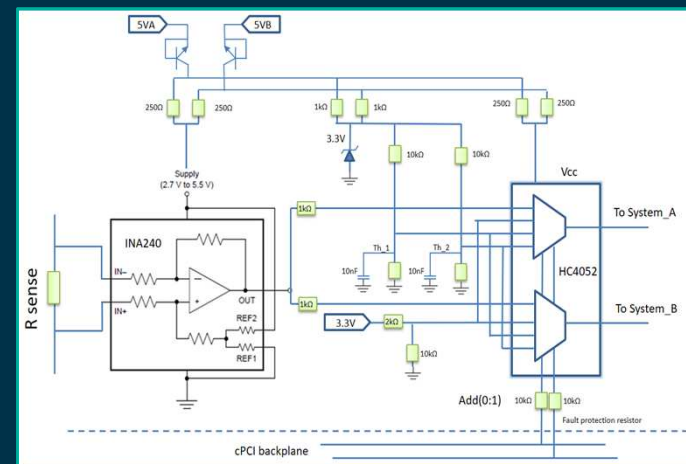 5VA
5VB
250Ω
250Ω
1kΩ
1kΩ
250Ω
250Ω
3.3V
10kΩ
10kΩ
Supply
(2.7 V to 5.5 V)
Vcc
1kΩ
To System_A
INA240
R sense
IN−
IN+
−
+
OUT
REF2
REF1
Th_1
Th_2
10nF
10nF
HC4052
1kΩ
To System_B
3.3V
2kΩ
10kΩ
Add(0:1)
10kΩ
10kΩ
Fault protection resistor
cPCI backplane